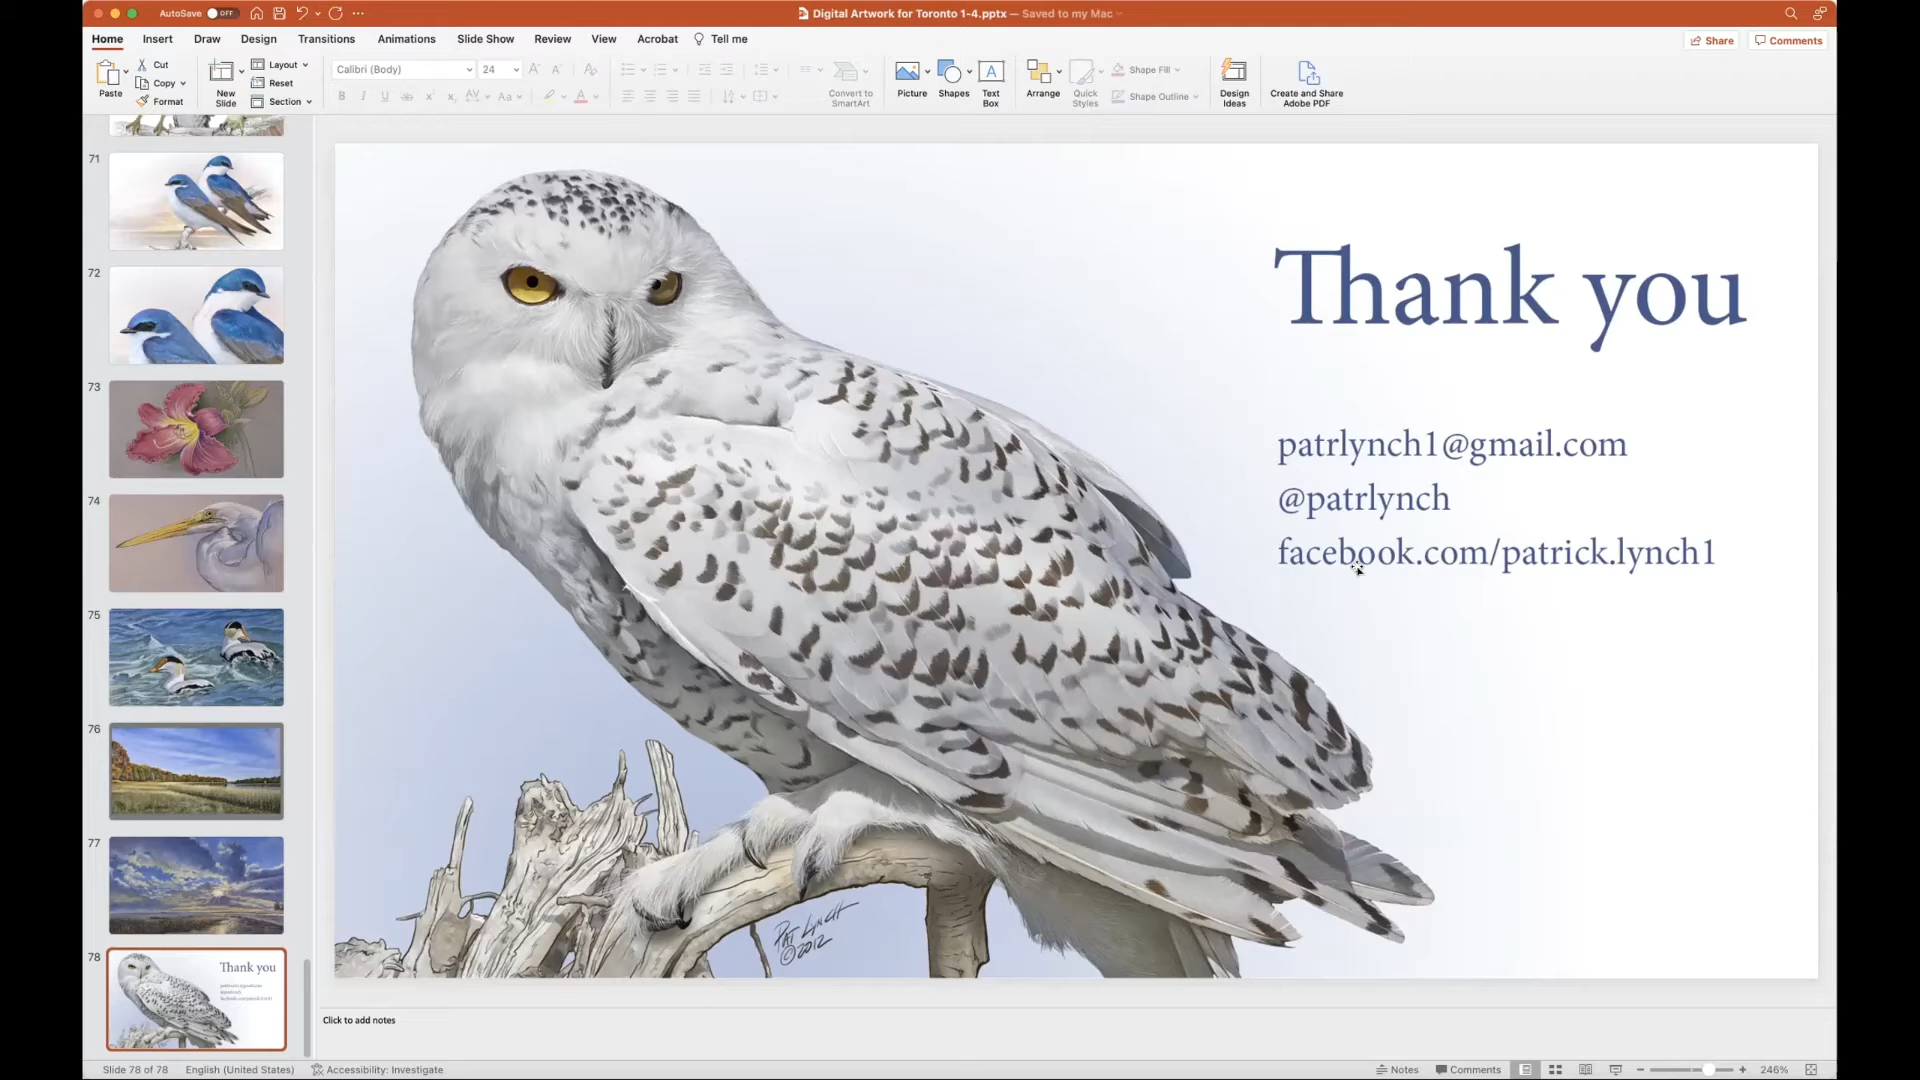 AutoSave OFF
Digital Artwork for Toronto 1-4.pptx — Saved to my Mac
Home Insert Draw Design Transitions Animations Slide Show Review View Acrobat Tell me
Share Comments
Paste
Cut
Copy
Format
New Slide
Layout
Reset
Section
Calibri (Body) 24
Convert to SmartArt
Picture
Shapes
Text Box
Arrange
Quick Styles
Shape Fill
Shape Outline
Design Ideas
Create and Share Adobe PDF
71
72
73
74
75
76
77
78
Thank you
Thank you
patrlynch1@gmail.com
@patrlynch
facebook.com/patrick.lynch1
PAT LYNCH
©2012
Click to add notes
Slide 78 of 78 English (United States) Accessibility: Investigate
Notes Comments 246%